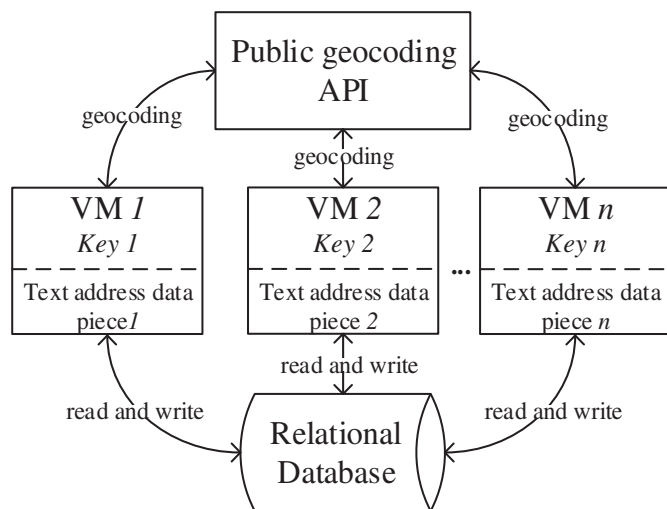 Public geocoding
API
geocoding
geocoding
geocoding
VM 1
Key 1
Text address data
piece1
VM 2
Key 2
Text address data
piece 2
...
VM n
Key n
Text address data
piece n
read and write
read and write
read and write
Relational
Database